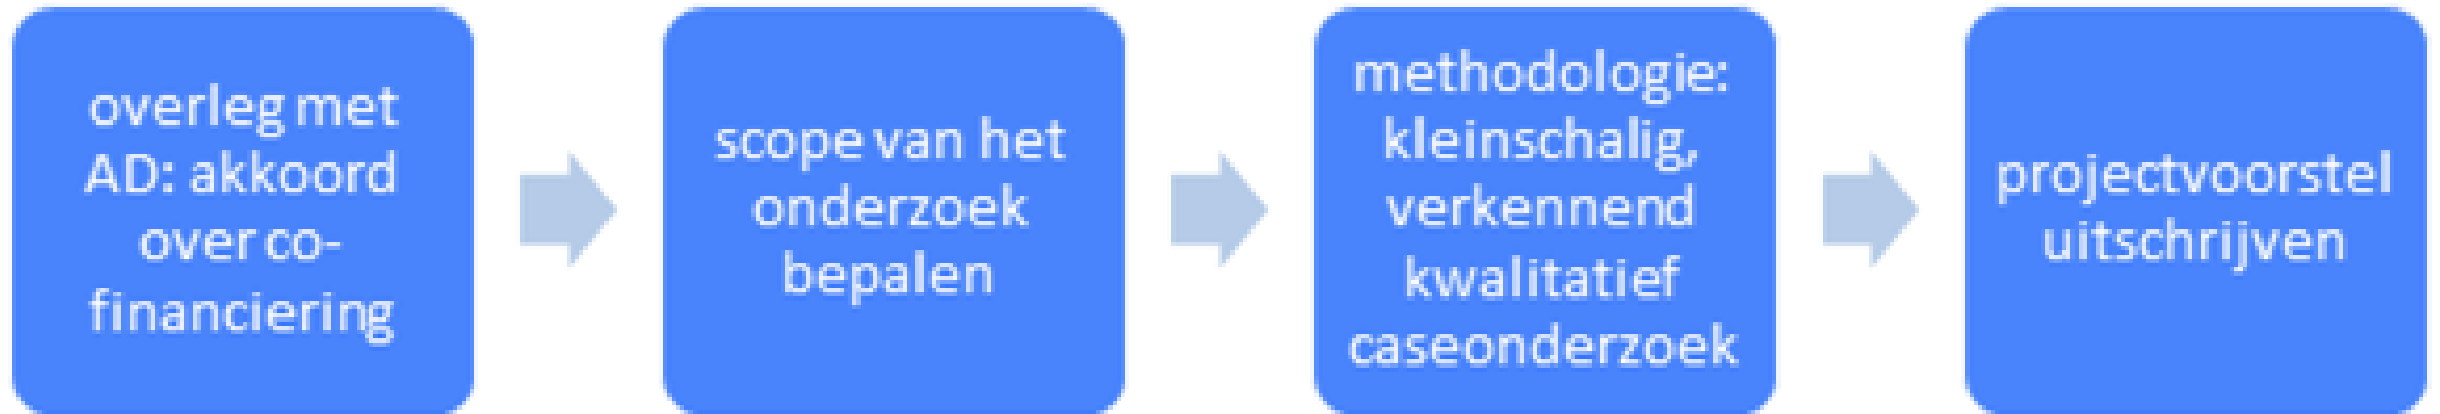 overleg met
AD: akkoord
over co-
financiering
scope van het
onderzoek
bepalen
methodologie:
kleinschalig,
verkennend
kwalitatief
caseonderzoek
projectvoorstel
uitschrijven